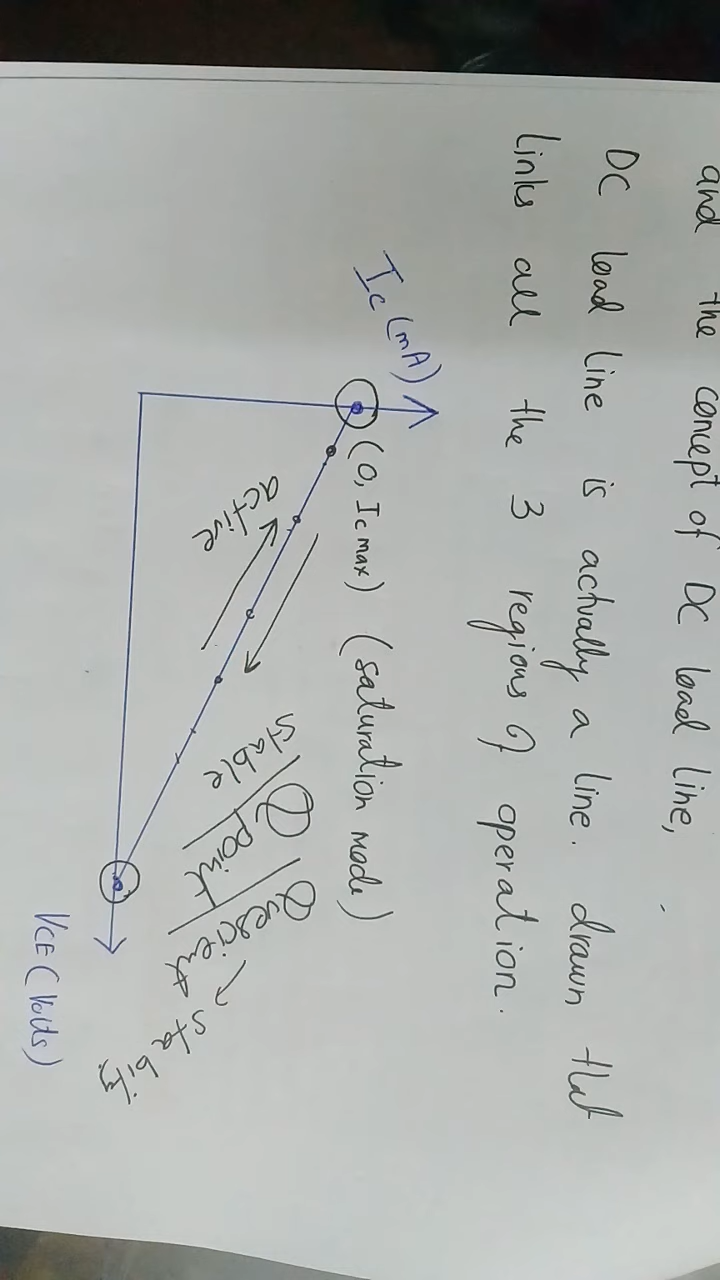 and the concept of DC load line,
DC load line is actually a line. drawn that
links all the 3 regions of operation.
Ic (mA)
(0, Ic max) (saturation mode)
active
stable
Q point
Quescient → stability
VCE (Volts)